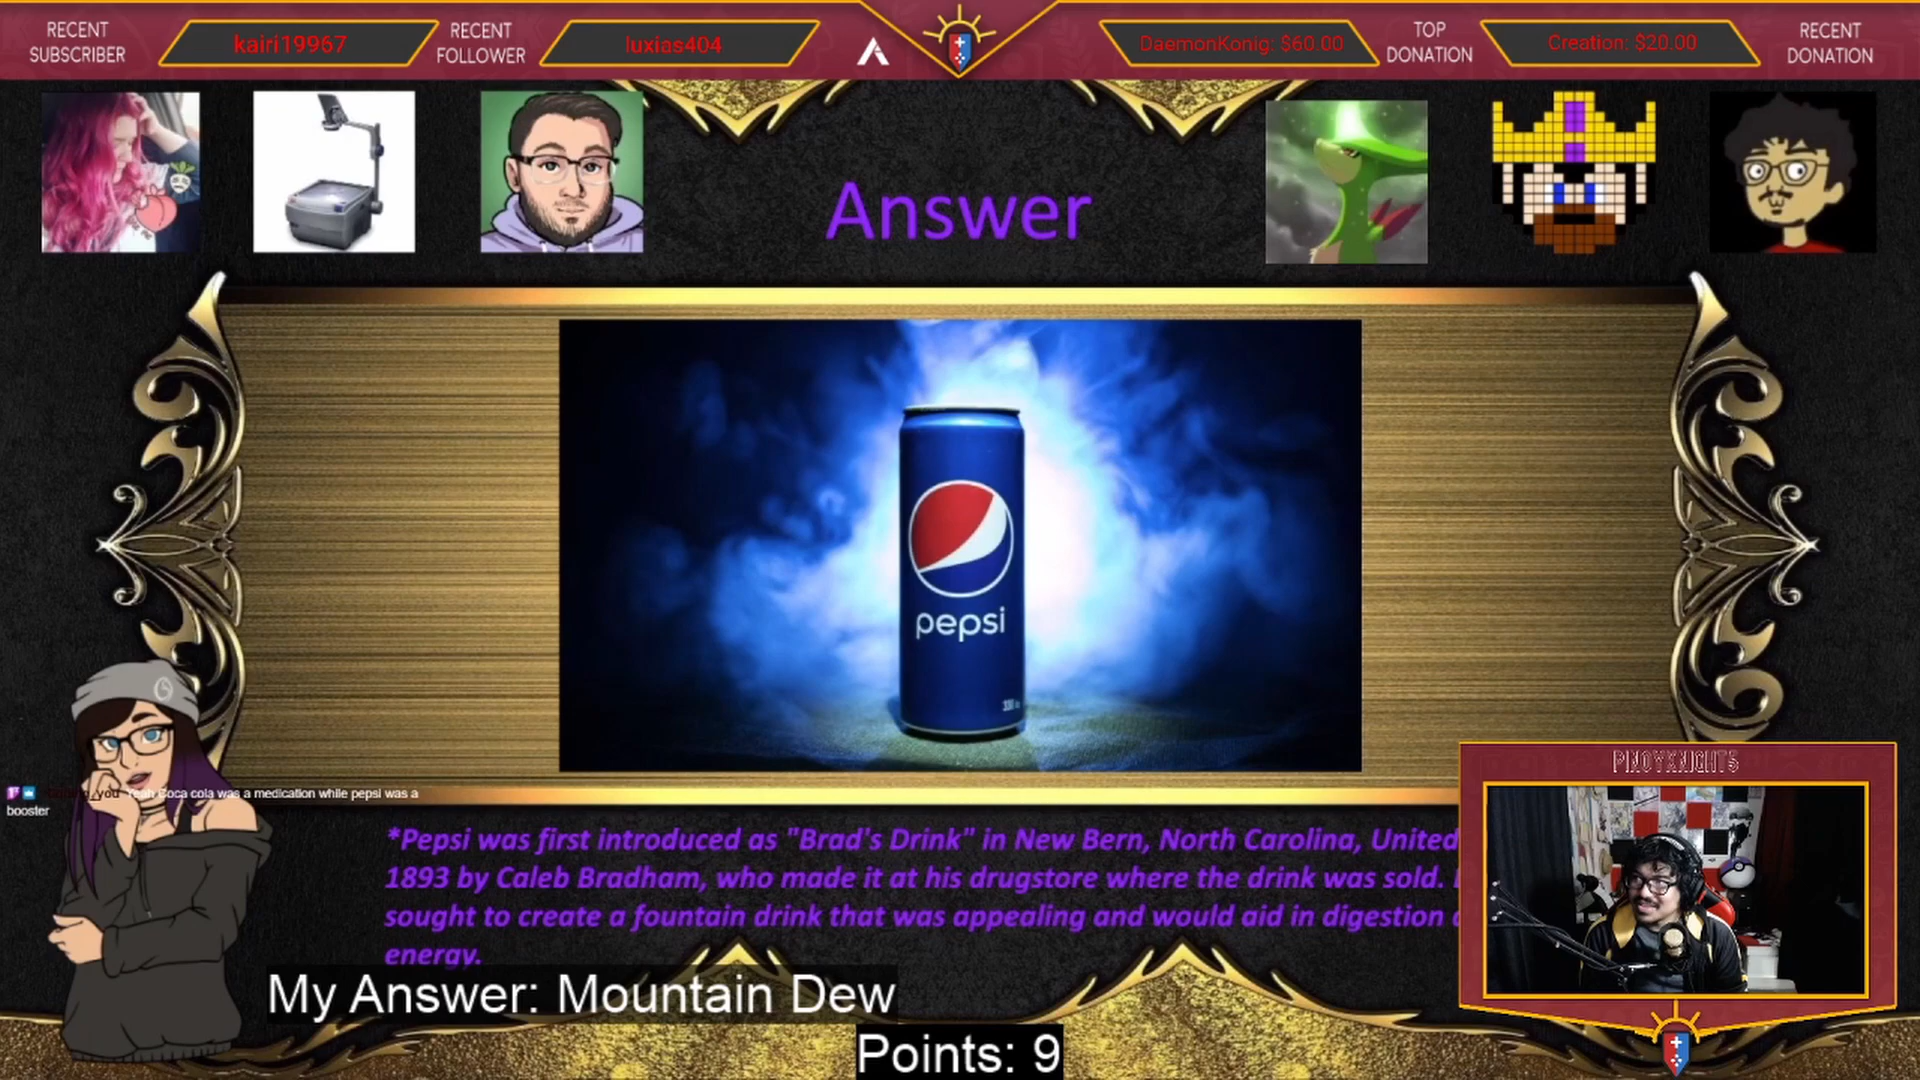 RECENT
SUBSCRIBER
kairi19967
RECENT
FOLLOWER
luxias404
DaemonKonig: $60.00
TOP
DONATION
Creation: $20.00
RECENT
DONATION
Answer
pepsi
PINOYKNIGHTS
you Yeah Coca cola was a medication while pepsi was a
booster
*Pepsi was first introduced as "Brad's Drink" in New Bern, North Carolina, United
1893 by Caleb Bradham, who made it at his drugstore where the drink was sold.
sought to create a fountain drink that was appealing and would aid in digestion
energy.
My Answer: Mountain Dew
Points: 9